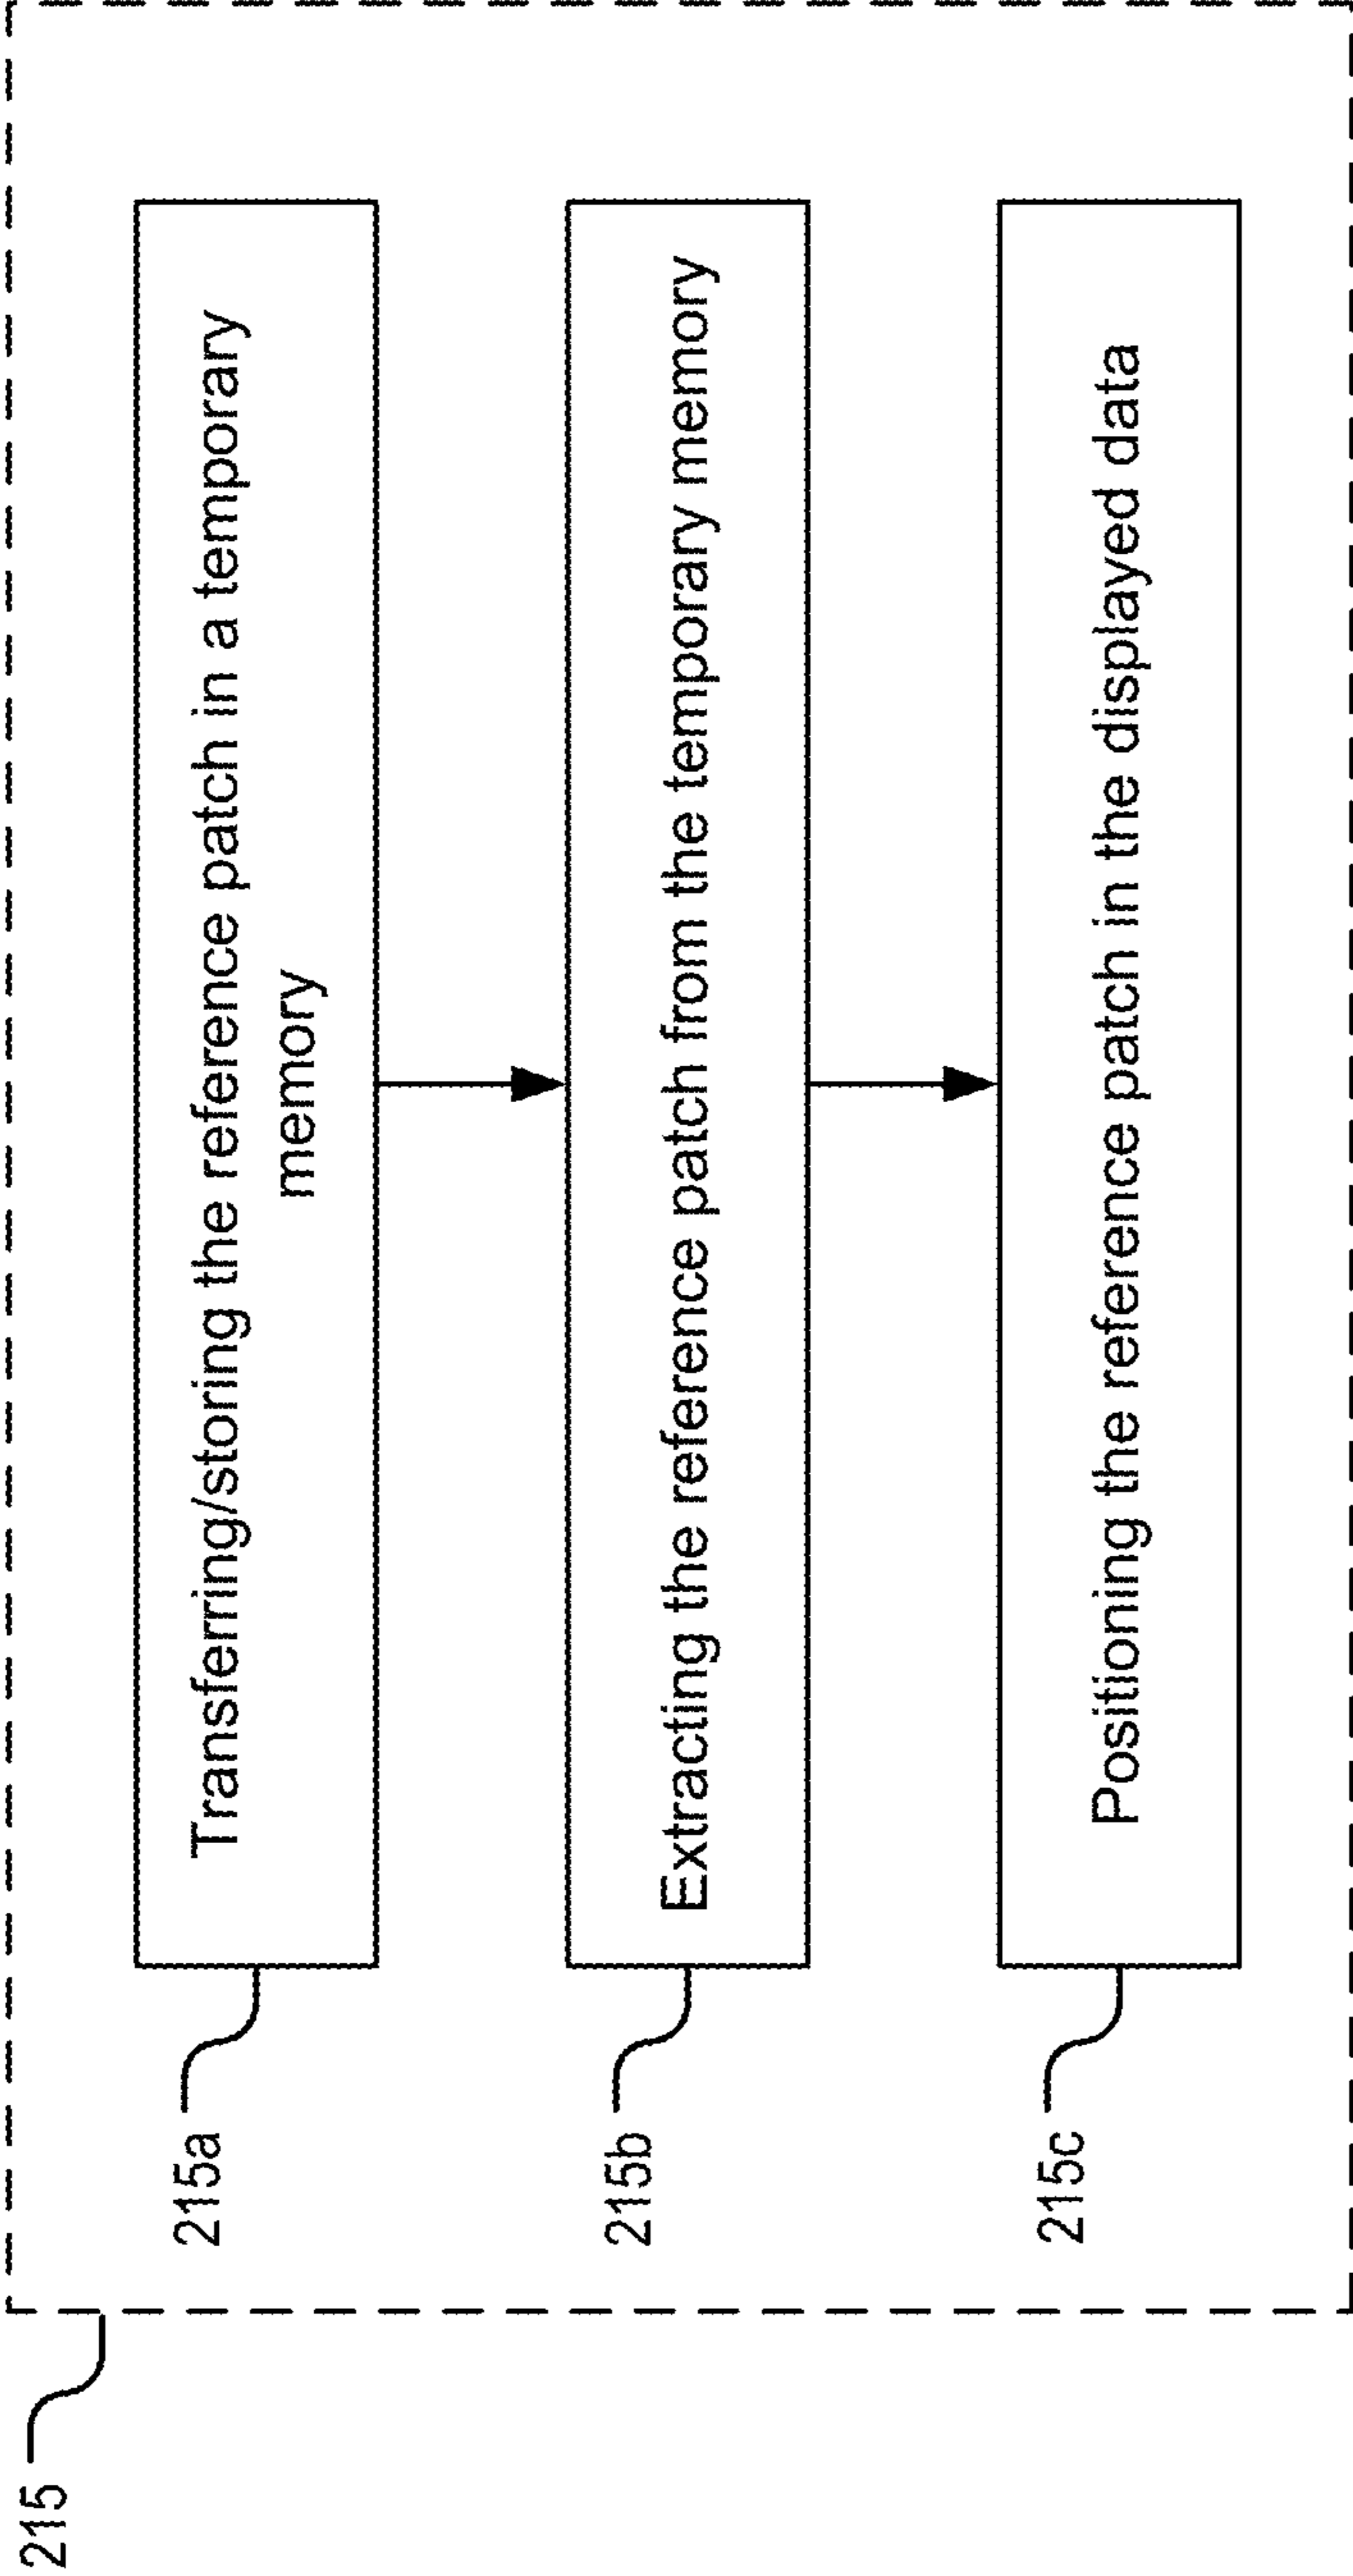 215
215a
Transferring/storing the reference patch in a temporary
memory
215b
Extracting the reference patch from the temporary memory
215c
Positioning the reference patch in the displayed data